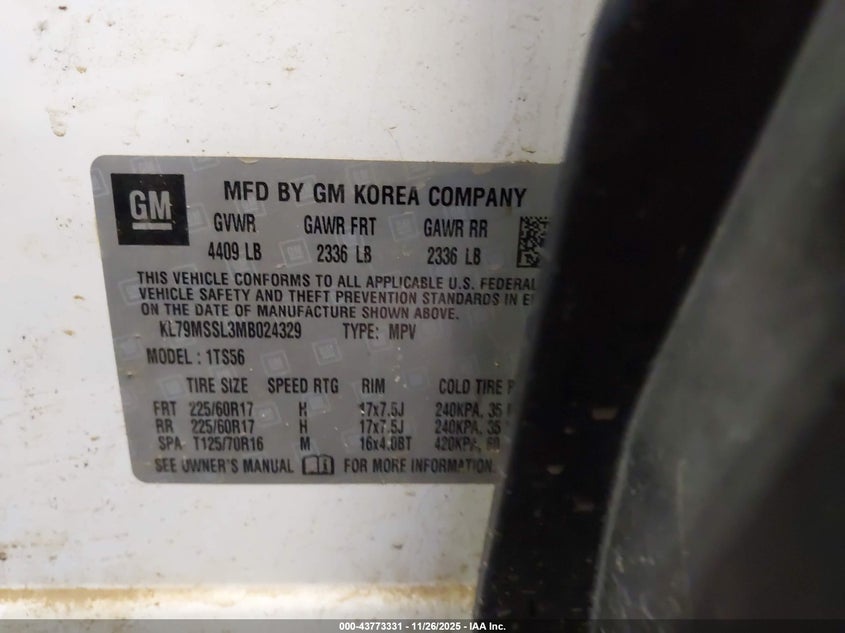 GM
MFD BY GM KOREA COMPANY
GVWR GAWR FRT GAWR RR
4409 LB 2336 LB 2336 LB
THIS VEHICLE CONFORMS TO ALL APPLICABLE U.S. FEDERAL
VEHICLE SAFETY AND THEFT PREVENTION STANDARDS IN
ON THE DATE OF MANUFACTURE SHOWN ABOVE.
KL79MSSL3MB024329 TYPE: MPV
MODEL : 1TS56
TIRE SIZE SPEED RTG RIM COLD TIRE
FRT 225/60R17 H 17x7.5J 240KPA, 35
RR 225/60R17 H 17x7.5J 240KPA, 35
SPA T125/70R16 M 16x4.0BT 420KPA, 60
SEE OWNER'S MANUAL FOR MORE INFORMATION.
000-43773331 - 11/26/2025 - IAA Inc.